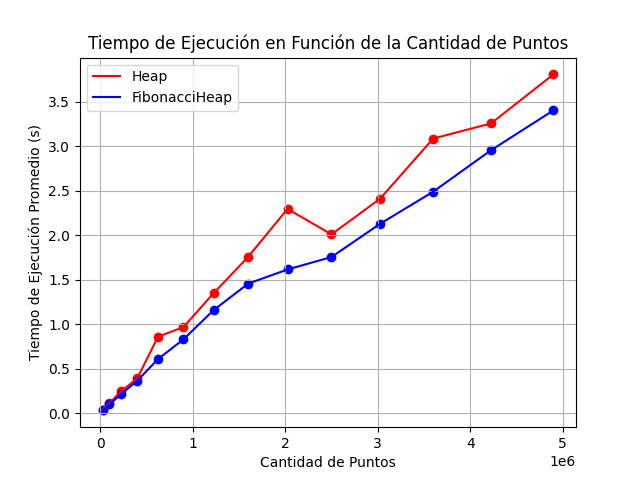 Tiempo de Ejecución en Función de la Cantidad de Puntos
Heap
FibonacciHeap
Tiempo de Ejecución Promedio (s)
3.5
3.0
2.5
2.0
1.5
1.0
0.5
0.0
0 1 2 3 4 5
1e6
Cantidad de Puntos